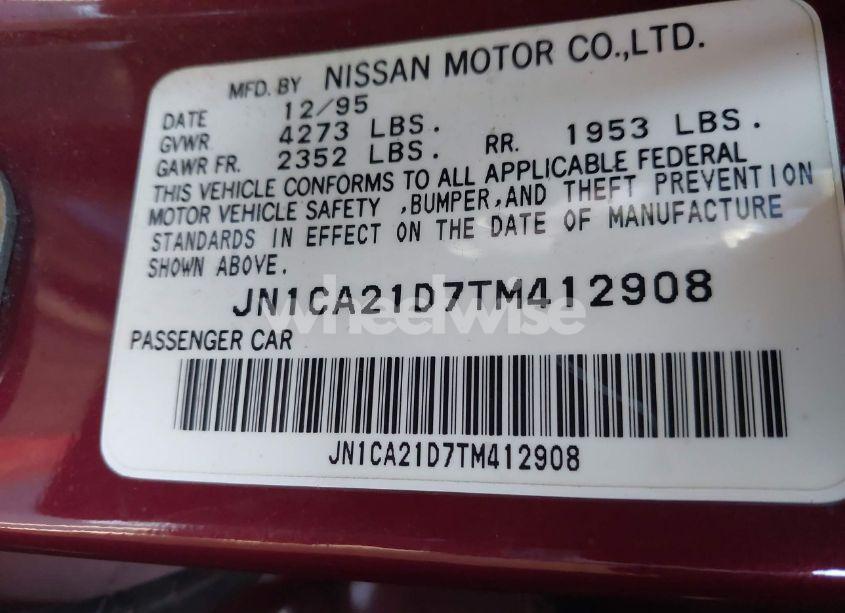 MFD. BY NISSAN MOTOR CO.,LTD.
DATE 12/95
GVWR 4273 LBS.
GAWR FR. 2352 LBS. RR. 1953 LBS.
THIS VEHICLE CONFORMS TO ALL APPLICABLE FEDERAL
MOTOR VEHICLE SAFETY ,BUMPER,AND THEFT PREVENTION
STANDARDS IN EFFECT ON THE DATE OF MANUFACTURE
SHOWN ABOVE.
JN1CA21D7TM412908
wheelwise
PASSENGER CAR
JN1CA21D7TM412908